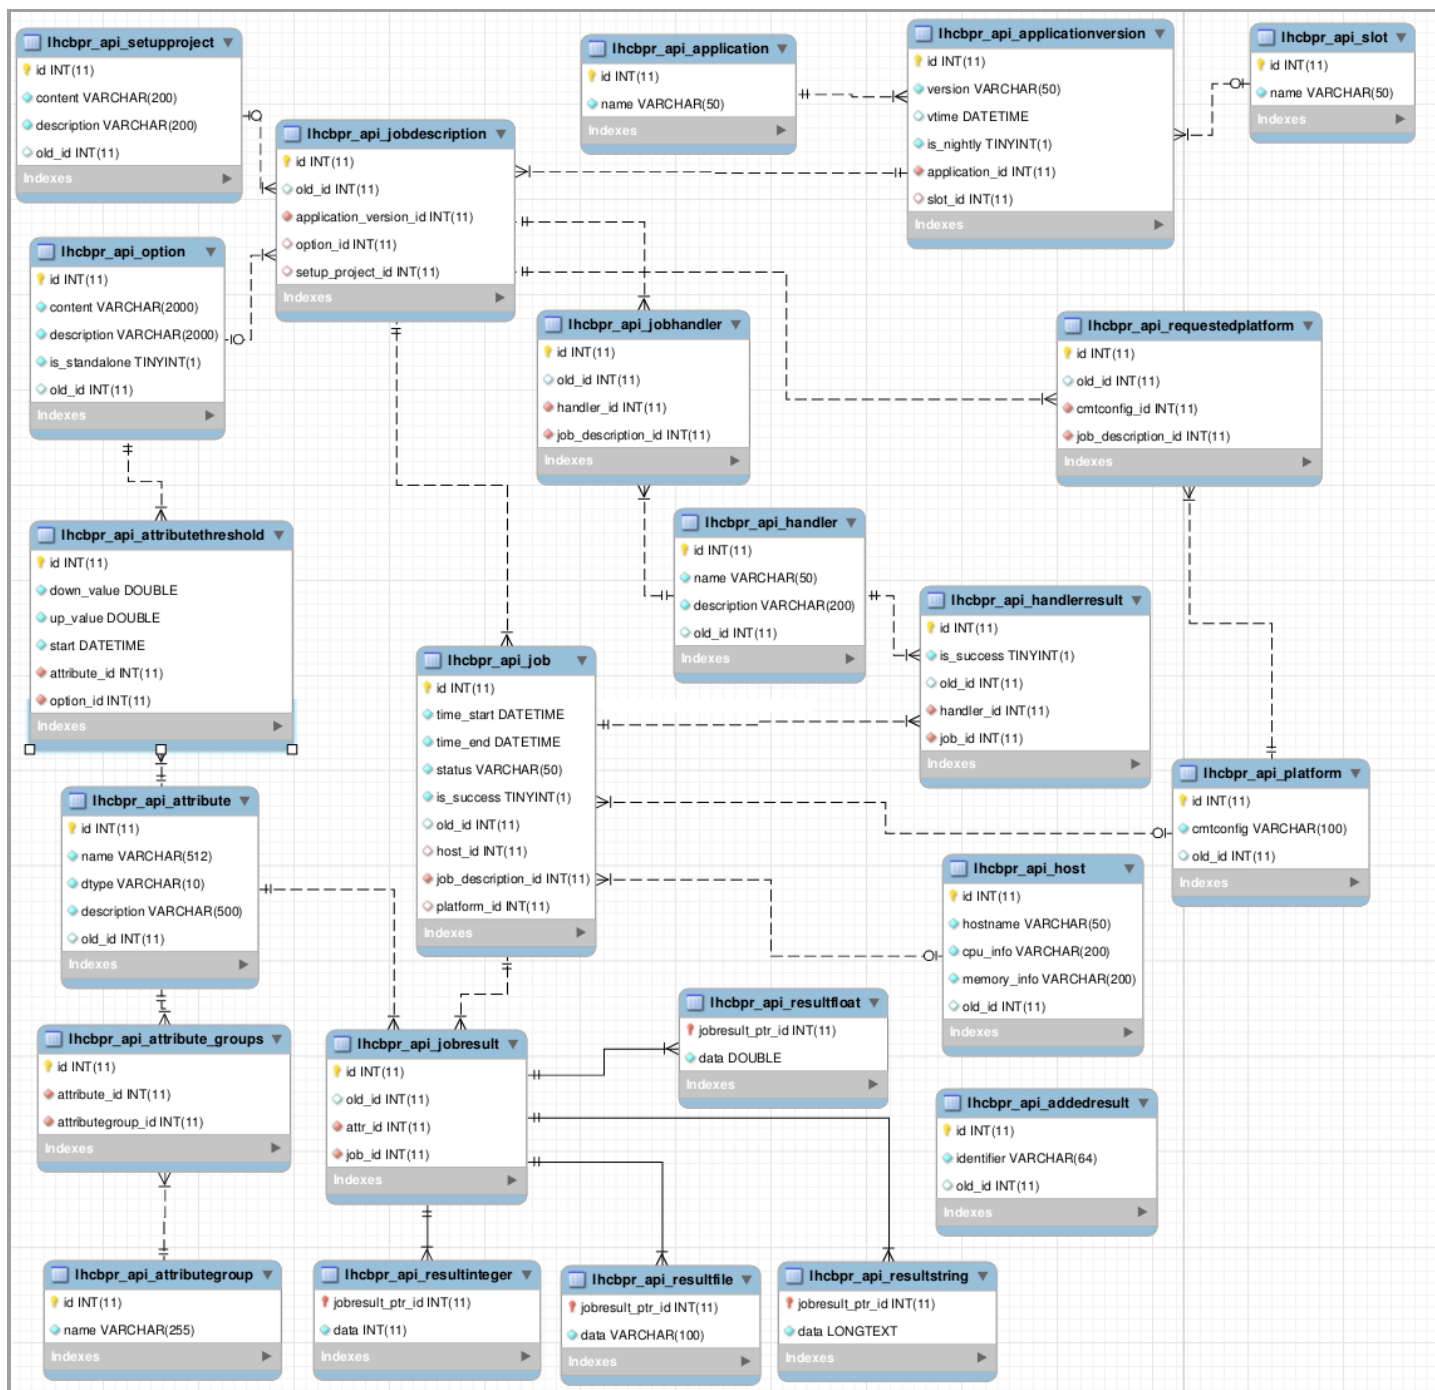 lhcbpr_api_setupproject
id INT(11)
content VARCHAR(200)
description VARCHAR(200)
old_id INT(11)
Indexes
lhcbpr_api_application
id INT(11)
name VARCHAR(50)
Indexes
lhcbpr_api_applicationversion
id INT(11)
version VARCHAR(50)
vtime DATETIME
is_nightly TINYINT(1)
application_id INT(11)
slot_id INT(11)
Indexes
lhcbpr_api_slot
id INT(11)
name VARCHAR(50)
Indexes
lhcbpr_api_jobdescription
id INT(11)
old_id INT(11)
application_version_id INT(11)
option_id INT(11)
setup_project_id INT(11)
Indexes
lhcbpr_api_option
id INT(11)
content VARCHAR(2000)
description VARCHAR(2000)
is_standalone TINYINT(1)
old_id INT(11)
Indexes
lhcbpr_api_jobhandler
id INT(11)
old_id INT(11)
handler_id INT(11)
job_description_id INT(11)
Indexes
lhcbpr_api_requestedplatform
id INT(11)
old_id INT(11)
cmtconfig_id INT(11)
job_description_id INT(11)
Indexes
lhcbpr_api_attributethreshold
id INT(11)
down_value DOUBLE
up_value DOUBLE
start DATETIME
attribute_id INT(11)
option_id INT(11)
Indexes
lhcbpr_api_handler
id INT(11)
name VARCHAR(50)
description VARCHAR(200)
old_id INT(11)
Indexes
lhcbpr_api_handlerresult
id INT(11)
is_success TINYINT(1)
old_id INT(11)
handler_id INT(11)
job_id INT(11)
Indexes
lhcbpr_api_job
id INT(11)
time_start DATETIME
time_end DATETIME
status VARCHAR(50)
is_success TINYINT(1)
old_id INT(11)
host_id INT(11)
job_description_id INT(11)
platform_id INT(11)
Indexes
lhcbpr_api_platform
id INT(11)
cmtconfig VARCHAR(100)
old_id INT(11)
Indexes
lhcbpr_api_attribute
id INT(11)
name VARCHAR(512)
dtype VARCHAR(10)
description VARCHAR(500)
old_id INT(11)
Indexes
lhcbpr_api_host
id INT(11)
hostname VARCHAR(50)
cpu_info VARCHAR(200)
memory_info VARCHAR(200)
old_id INT(11)
Indexes
lhcbpr_api_resultfloat
jobresult_ptr_id INT(11)
data DOUBLE
Indexes
lhcbpr_api_attribute_groups
id INT(11)
attribute_id INT(11)
attributegroup_id INT(11)
Indexes
lhcbpr_api_jobresult
id INT(11)
old_id INT(11)
attr_id INT(11)
job_id INT(11)
Indexes
lhcbpr_api_addedresult
id INT(11)
identifier VARCHAR(64)
old_id INT(11)
Indexes
lhcbpr_api_attributegroup
id INT(11)
name VARCHAR(255)
Indexes
lhcbpr_api_resultinteger
jobresult_ptr_id INT(11)
data INT(11)
Indexes
lhcbpr_api_resultfile
jobresult_ptr_id INT(11)
data VARCHAR(100)
Indexes
lhcbpr_api_resultstring
jobresult_ptr_id INT(11)
data LONGTEXT
Indexes